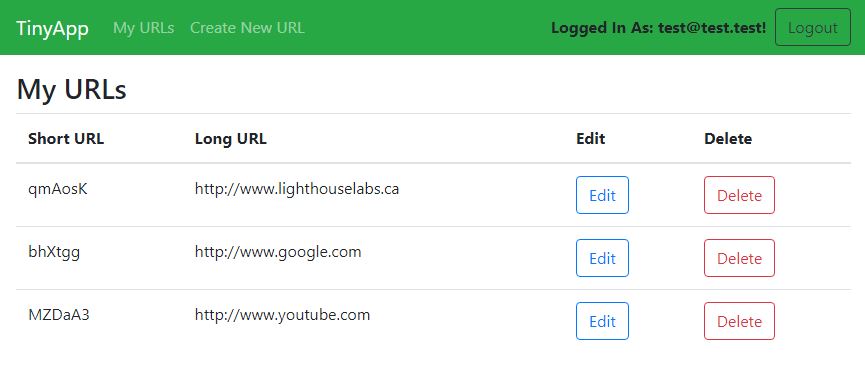 TinyApp My URLs Create New URL Logged In As: test@test.test! Logout
My URLs
Short URL Long URL Edit Delete
qmAosK http://www.lighthouselabs.ca Edit Delete
bhXtgg http://www.google.com Edit Delete
MZDaA3 http://www.youtube.com Edit Delete